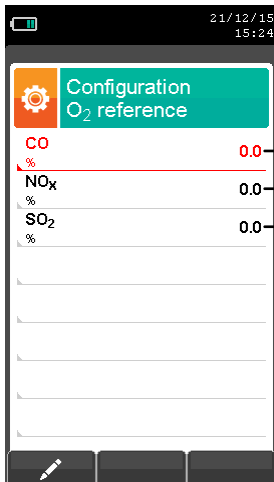 21/12/15
15:24
Configuration
O₂ reference
CO 0.0
%
NOX 0.0
%
SO₂ 0.0
%